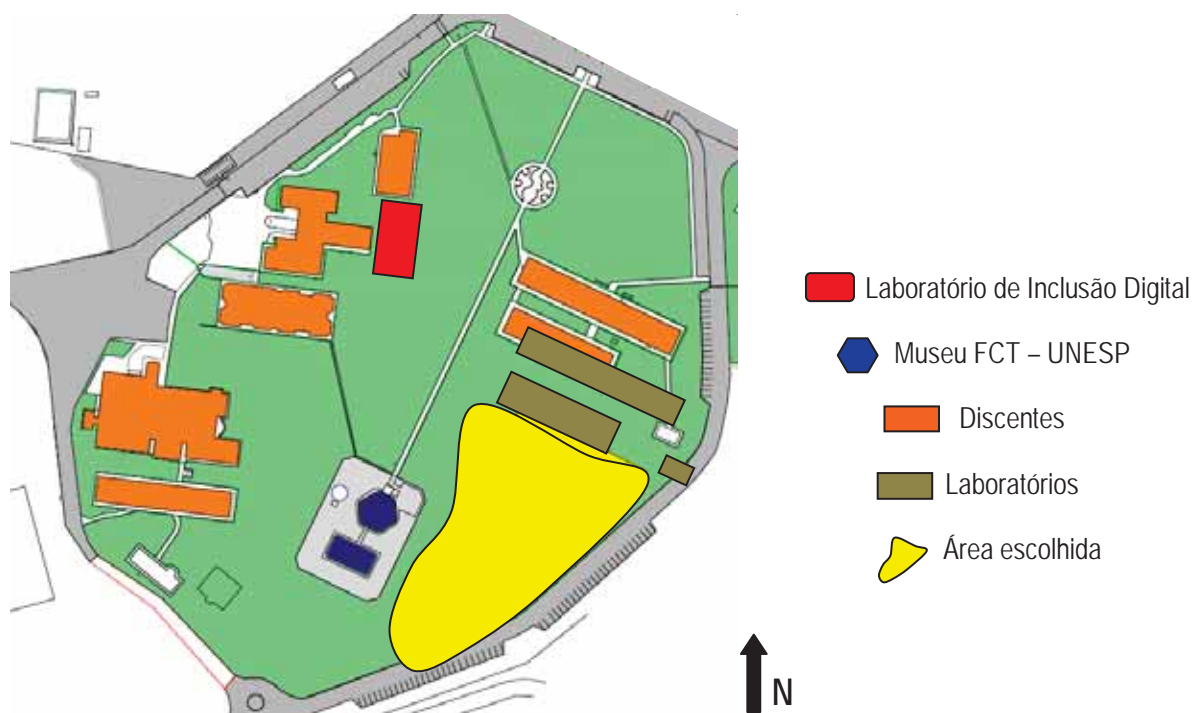 Laboratório de Inclusão Digital
Museu FCT – UNESP
Discentes
Laboratórios
Área escolhida
N